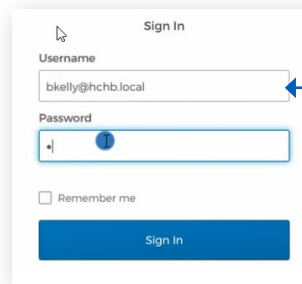 Sign In
Username
bkelly@hchb.local
Password
Remember me
Sign In